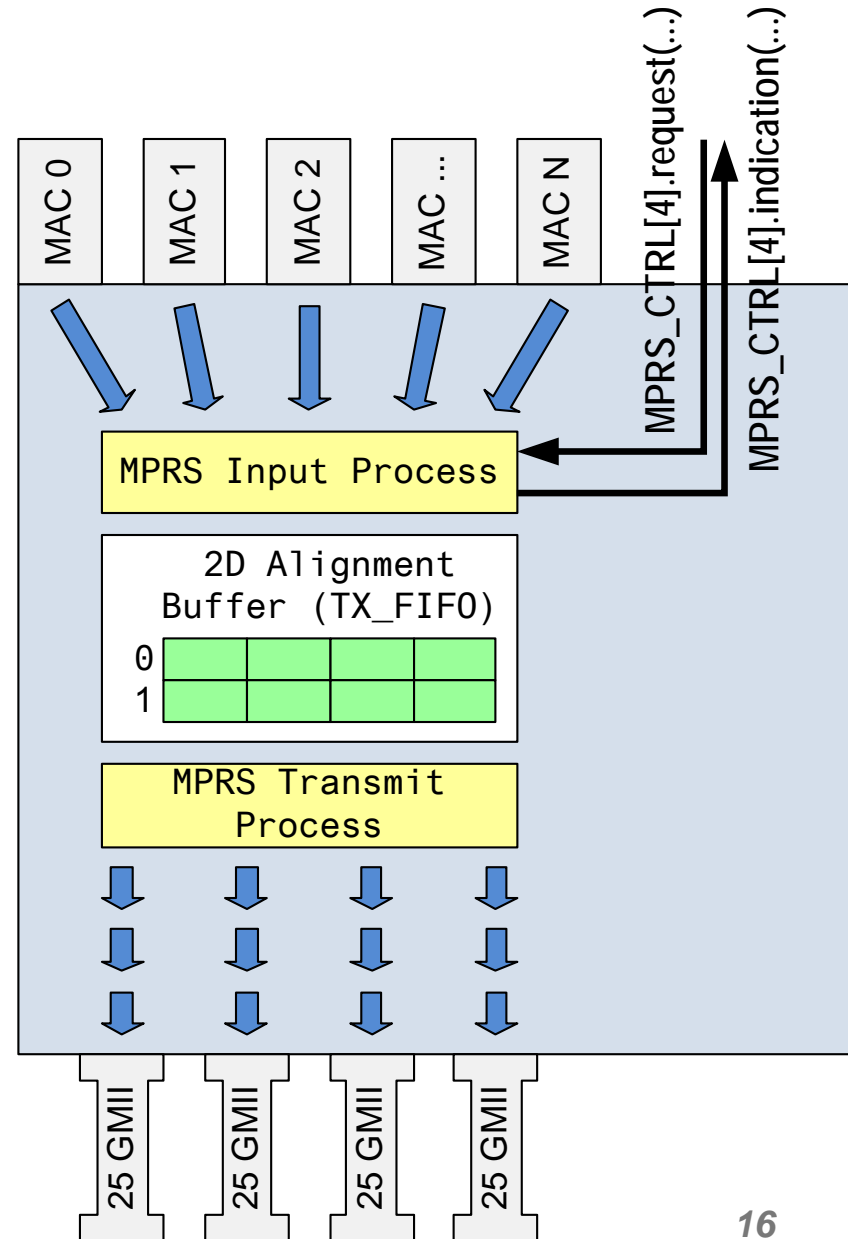 MPRS_CTRL[4].request(...)
MPRS_CTRL[4].indication(...)
MAC 0
MAC 1
MAC 2
MAC ...
MAC N
MPRS Input Process
2D Alignment
Buffer (TX_FIFO)
0
1
MPRS Transmit
Process
25 GMII
25 GMII
25 GMII
25 GMII
16